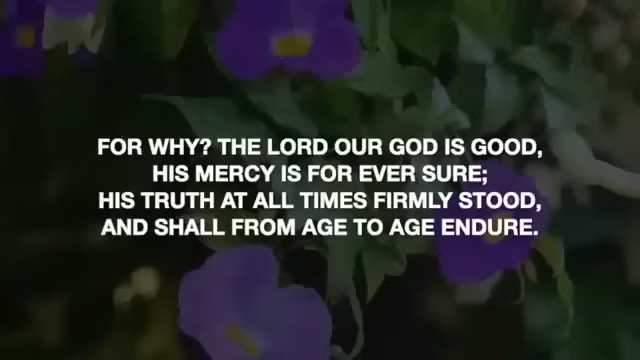 FOR WHY? THE LORD OUR GOD IS GOOD,
HIS MERCY IS FOR EVER SURE;
HIS TRUTH AT ALL TIMES FIRMLY STOOD,
AND SHALL FROM AGE TO AGE ENDURE.